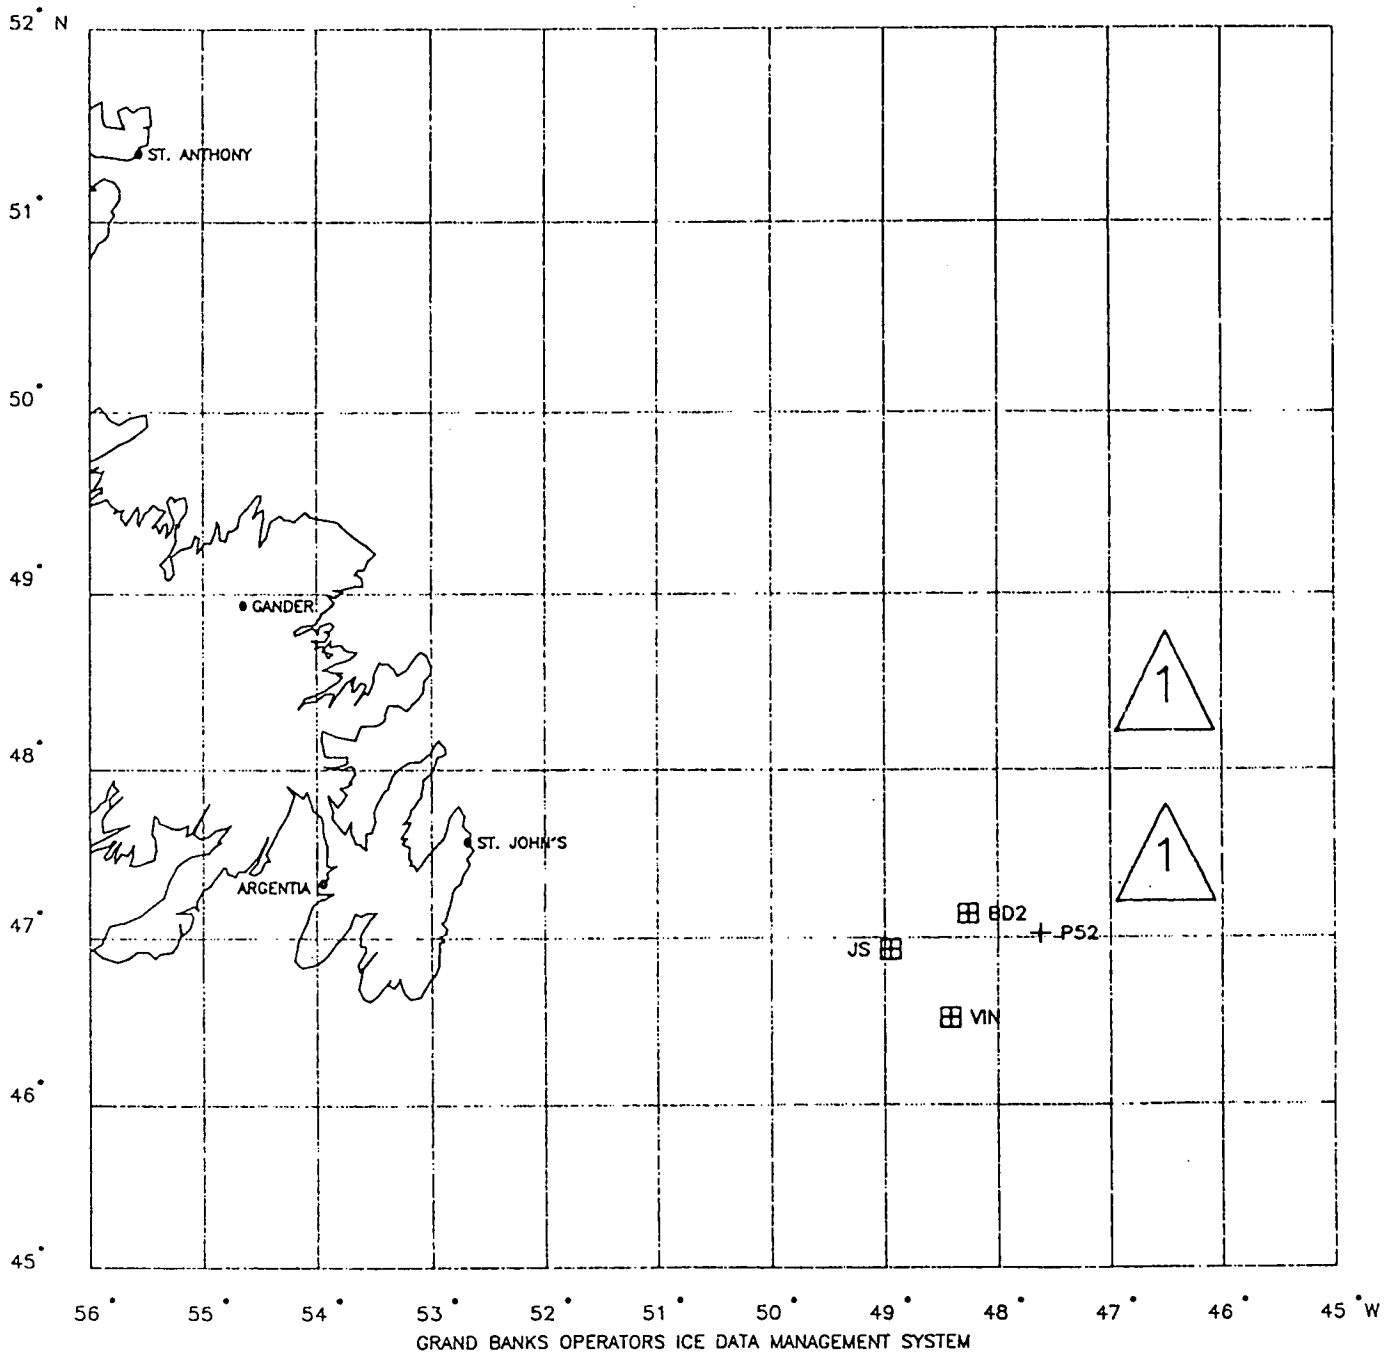 52° N
ST. ANTHONY
51°
50°
49°
GANDER
1
48°
ST. JOHN'S
1
ARGENTIA
47°
BD2
P52
JS
VIN
46°
45°
56° 55° 54° 53° 52° 51° 50° 49° 48° 47° 46° 45° W
GRAND BANKS OPERATORS ICE DATA MANAGEMENT SYSTEM